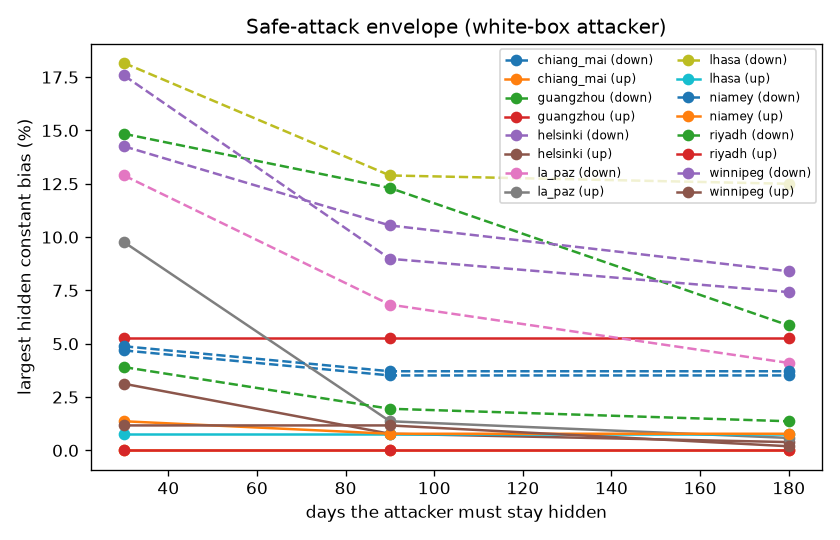 Safe-attack envelope (white-box attacker)
largest hidden constant bias (%)
17.5
15.0
12.5
10.0
7.5
5.0
2.5
0.0
chiang_mai (down)
chiang_mai (up)
guangzhou (down)
guangzhou (up)
helsinki (down)
helsinki (up)
la_paz (down)
la_paz (up)
lhasa (down)
lhasa (up)
niamey (down)
niamey (up)
riyadh (down)
riyadh (up)
winnipeg (down)
winnipeg (up)
40 60 80 100 120 140 160 180
days the attacker must stay hidden